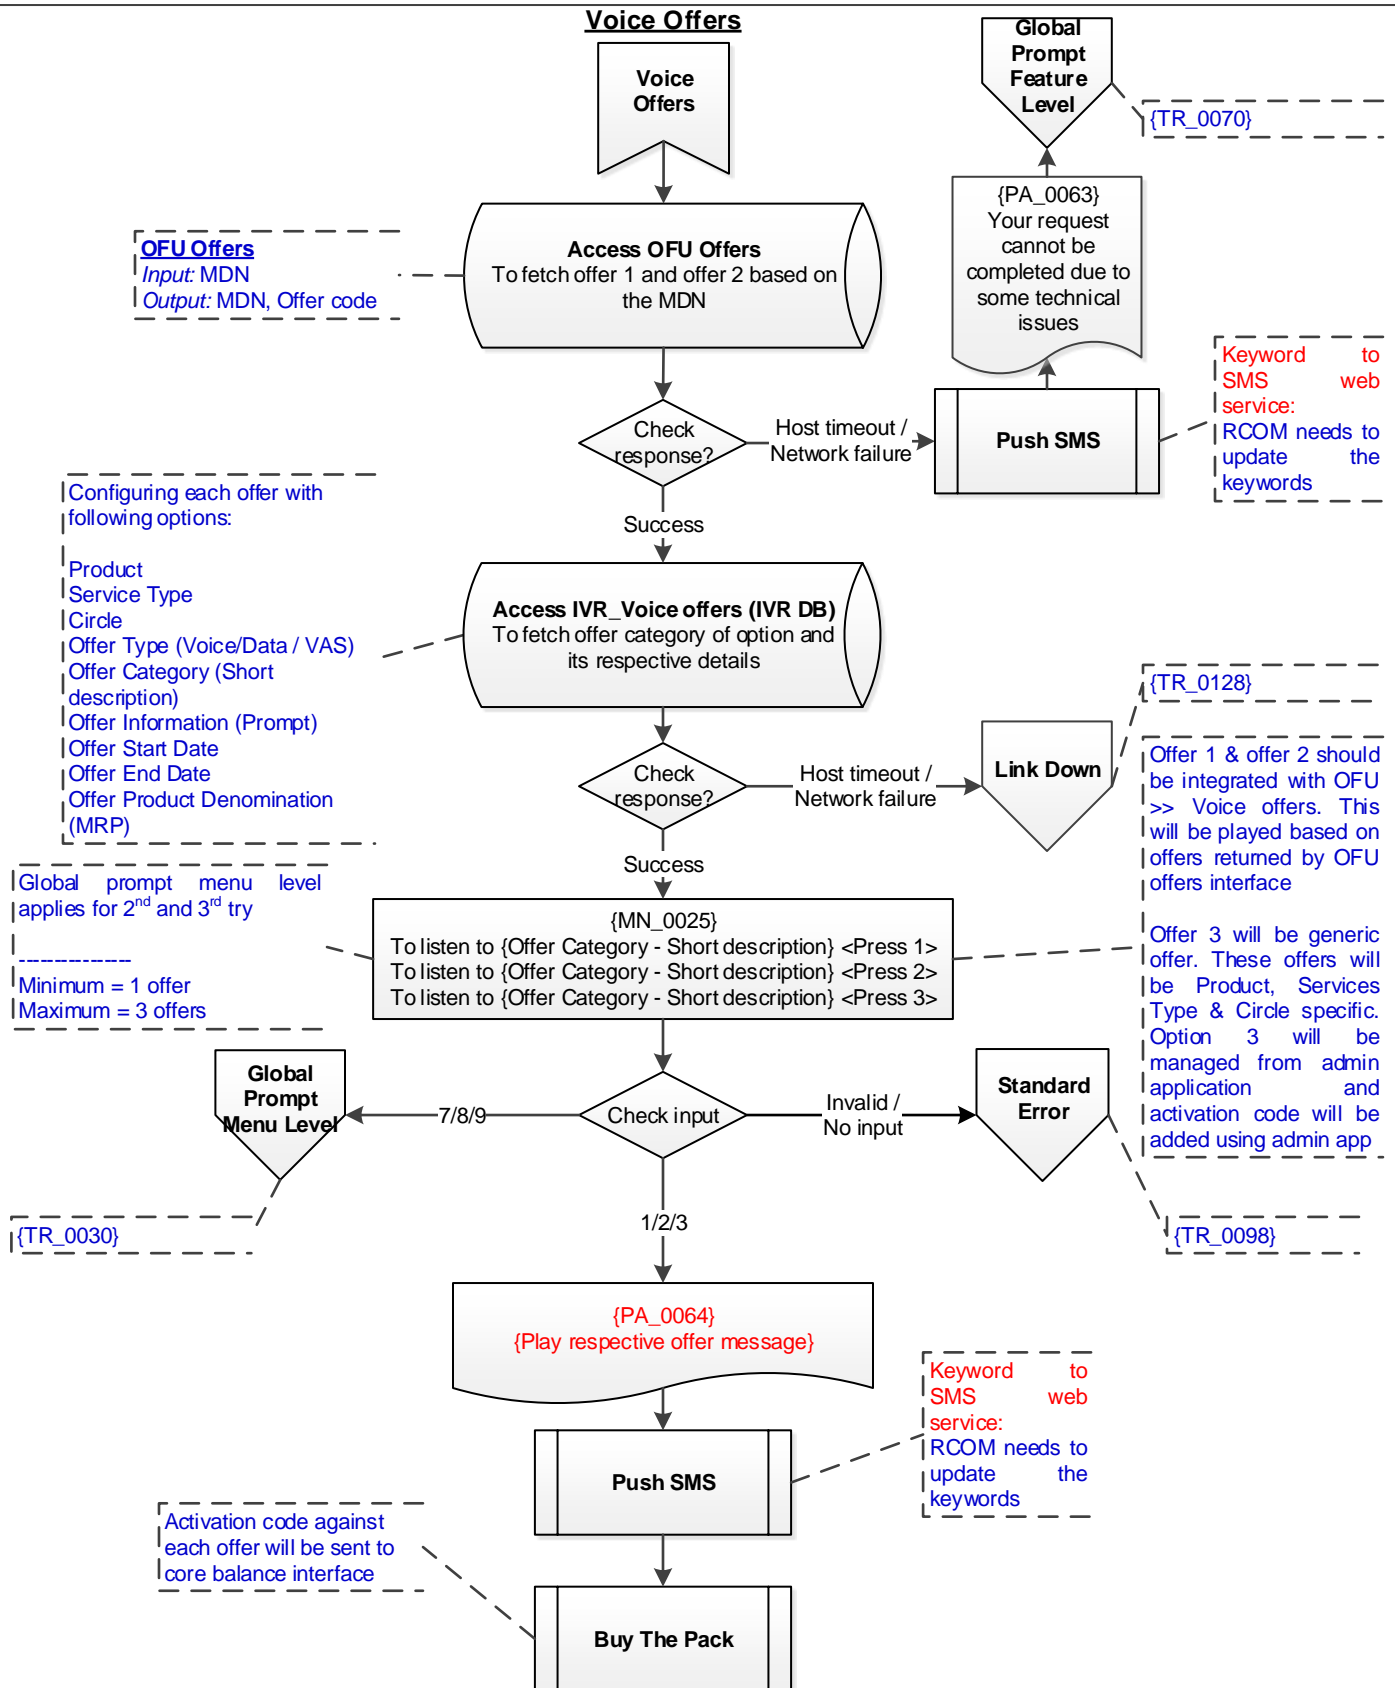 Voice Offers
Voice
Offers
Global
Prompt
Feature
Level
{TR_0070}
{PA_0063}
Your request
cannot be
completed due to
some technical
issues
OFU Offers
Input: MDN
Output: MDN, Offer code
Access OFU Offers
To fetch offer 1 and offer 2 based on
the MDN
Keyword to
SMS web
service:
RCOM needs to
update the
keywords
Check
response?
Host timeout /
Network failure
Push SMS
Success
Configuring each offer with
following options:
Product
Service Type
Circle
Offer Type (Voice/Data / VAS)
Offer Category (Short
description)
Offer Information (Prompt)
Offer Start Date
Offer End Date
Offer Product Denomination
(MRP)
Access IVR_Voice offers (IVR DB)
To fetch offer category of option and
its respective details
{TR_0128}
Check
response?
Host timeout /
Network failure
Link Down
Success
Offer 1 & offer 2 should
be integrated with OFU
>> Voice offers. This
will be played based on
offers returned by OFU
offers interface
Offer 3 will be generic
offer. These offers will
be Product, Services
Type & Circle specific.
Option 3 will be
managed from admin
application and
activation code will be
added using admin app
Global prompt menu level
applies for 2nd and 3rd try
----------------
Minimum = 1 offer
Maximum = 3 offers
{MN_0025}
To listen to {Offer Category - Short description} <Press 1>
To listen to {Offer Category - Short description} <Press 2>
To listen to {Offer Category - Short description} <Press 3>
Global
Prompt
Menu Level
7/8/9
Check input
Invalid /
No input
Standard
Error
{TR_0030}
1/2/3
{TR_0098}
{PA_0064}
{Play respective offer message}
Keyword to
SMS web
service:
RCOM needs to
update the
keywords
Push SMS
Activation code against
each offer will be sent to
core balance interface
Buy The Pack